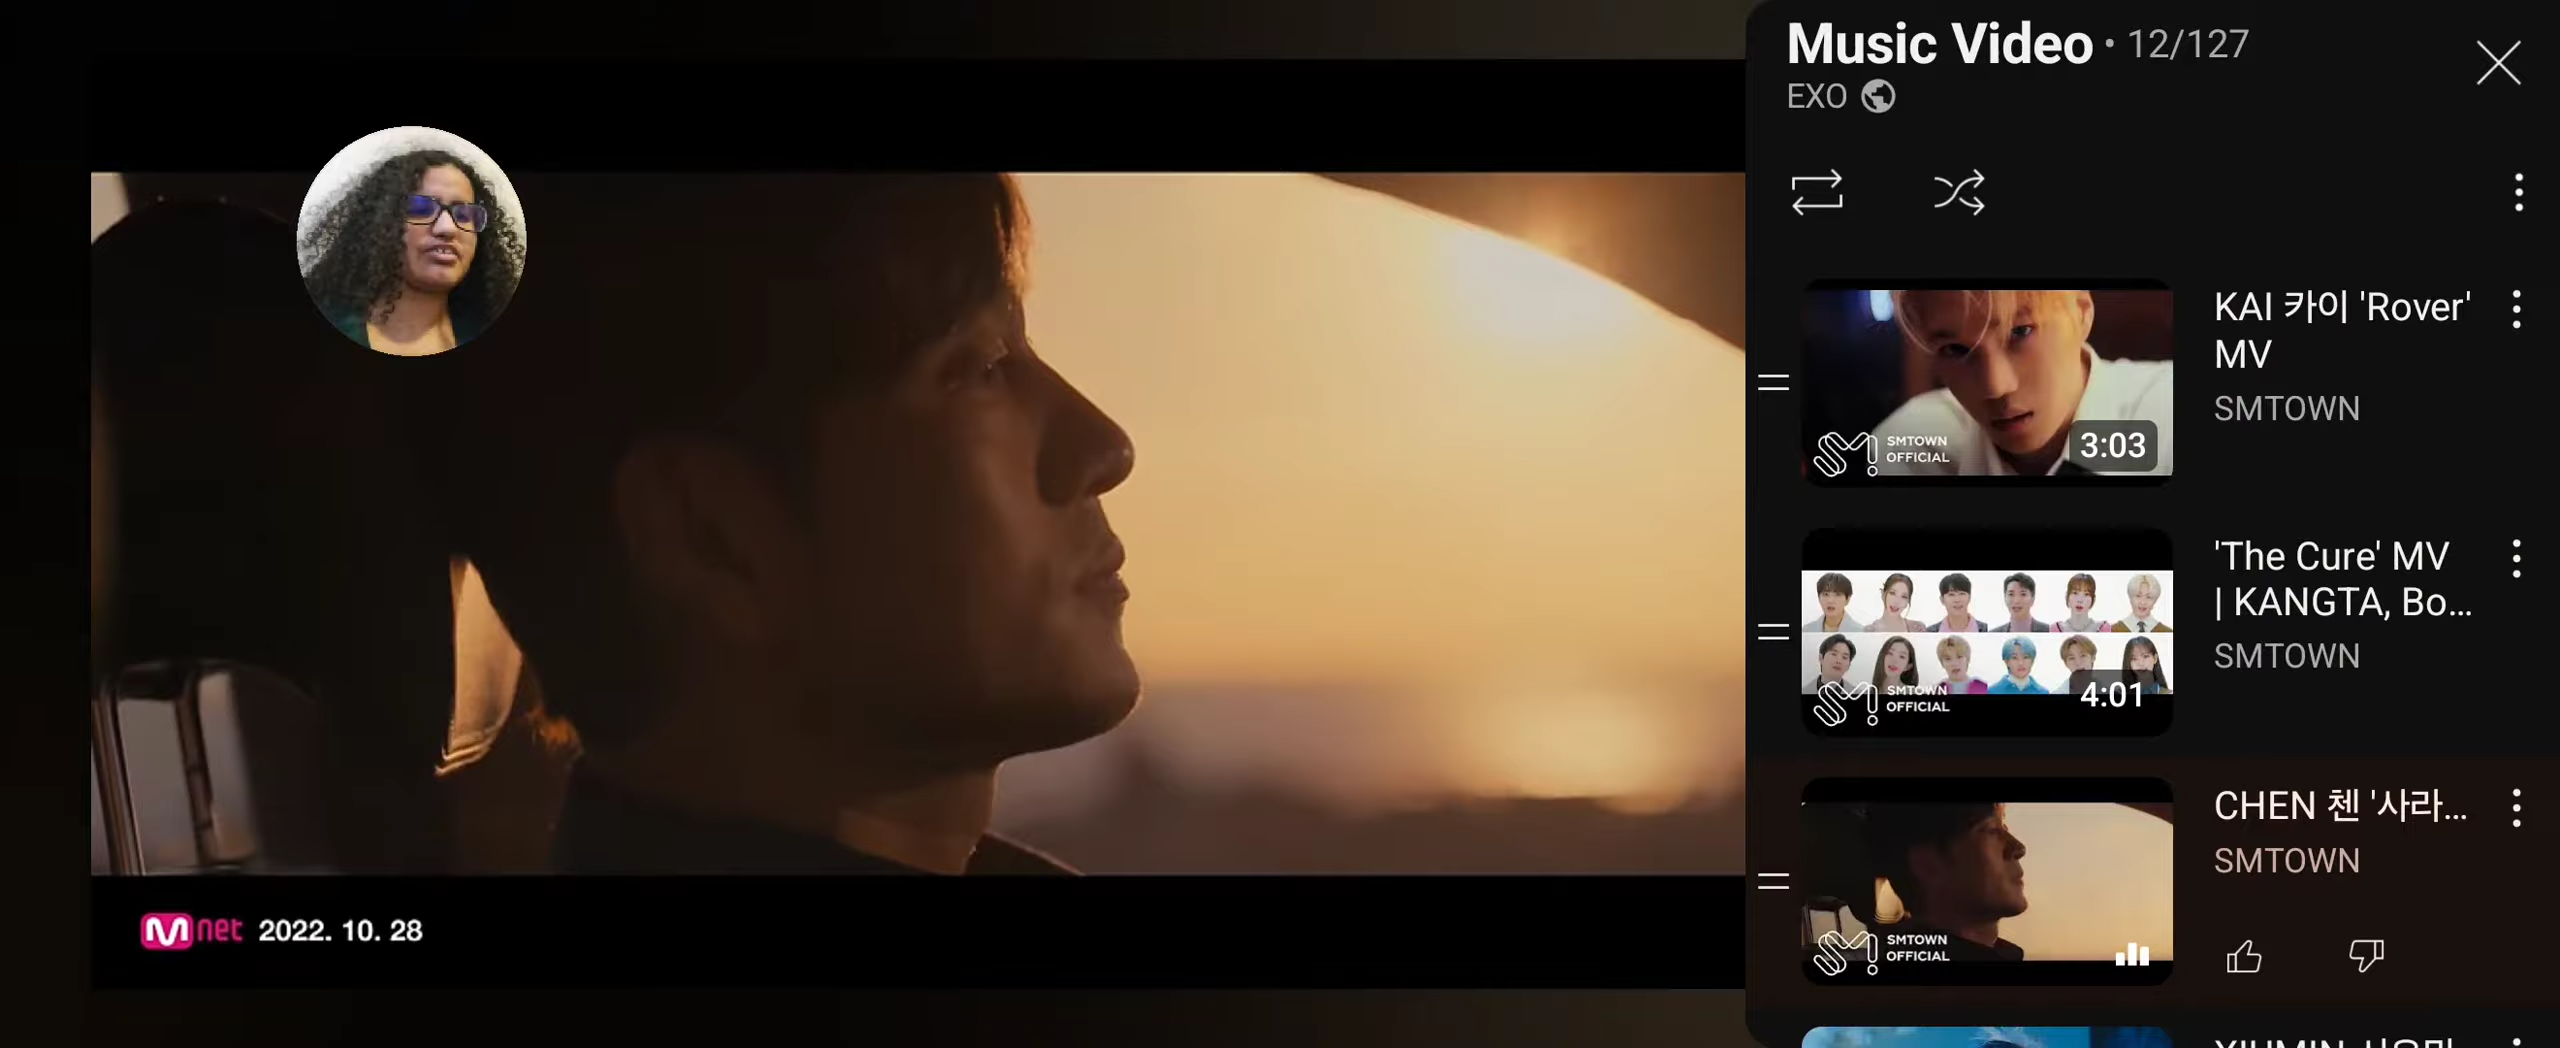 Music Video • 12/127
EXO
KAI 카이 'Rover'
MV
SMTOWN
SMTOWN
OFFICIAL
3:03
'The Cure' MV
| KANGTA, Bo...
SMTOWN
SMTOWN
OFFICIAL
4:01
CHEN 첸 '사라...
SMTOWN
SMTOWN
OFFICIAL
Mnet 2022. 10. 28